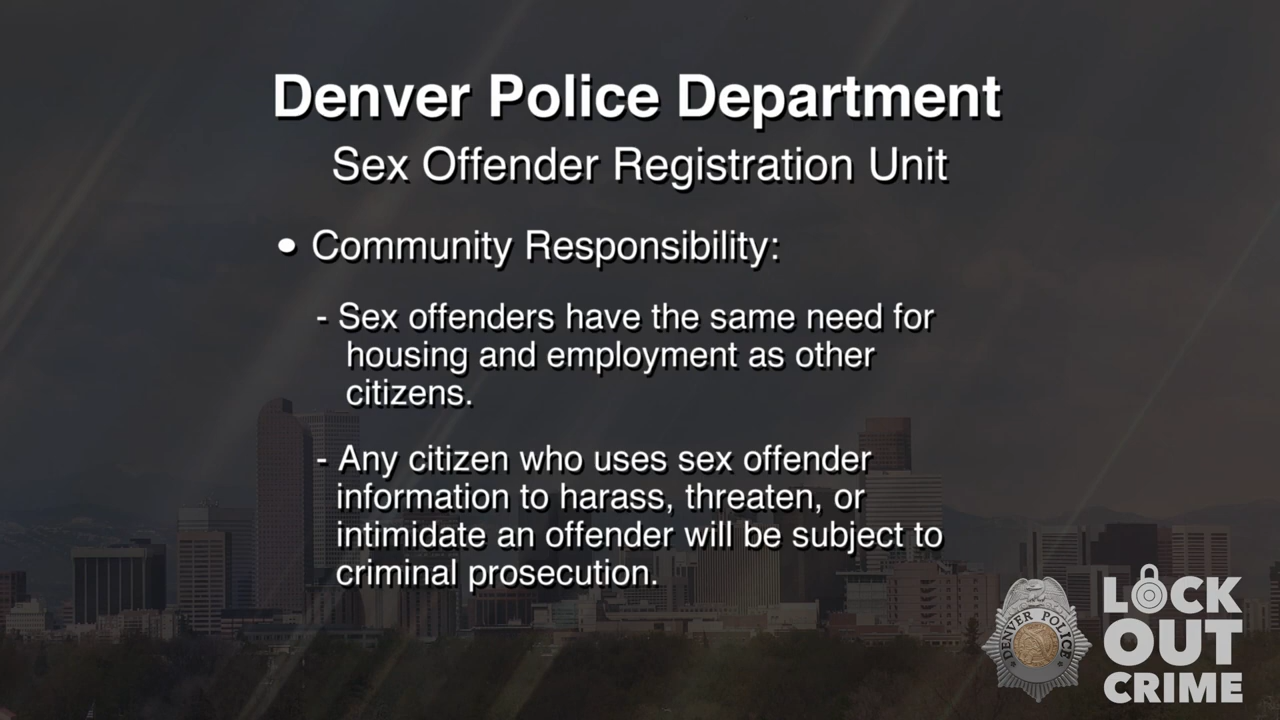 Denver Police Department
Sex Offender Registration Unit
• Community Responsibility:
- Sex offenders have the same need for
housing and employment as other
citizens.
- Any citizen who uses sex offender
information to harass, threaten, or
intimidate an offender will be subject to
criminal prosecution.
DENVER POLICE
LOCK
OUT
CRIME